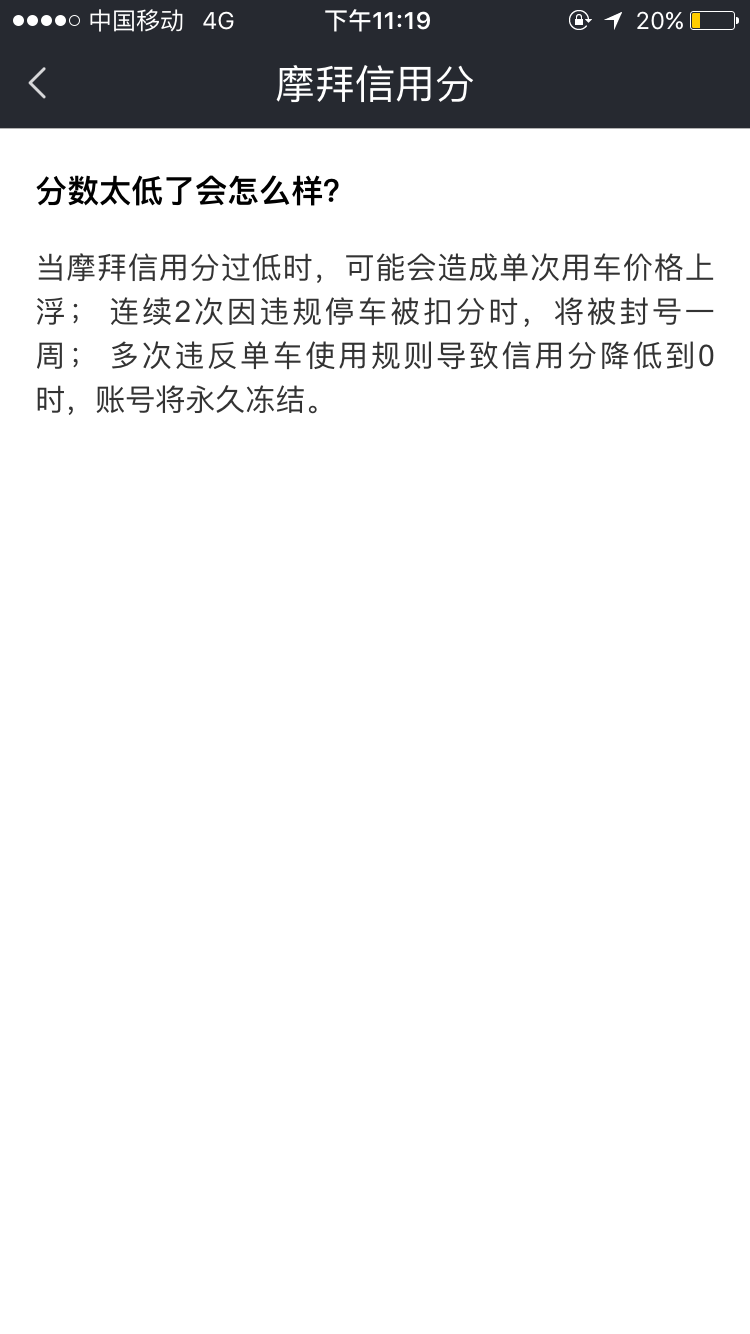 中国移动 4G 下午11:19 20%
摩拜信用分
分数太低了会怎么样?
当摩拜信用分过低时，可能会造成单次用车价格上
浮； 连续2次因违规停车被扣分时，将被封号一
周； 多次违反单车使用规则导致信用分降低到0
时，账号将永久冻结。